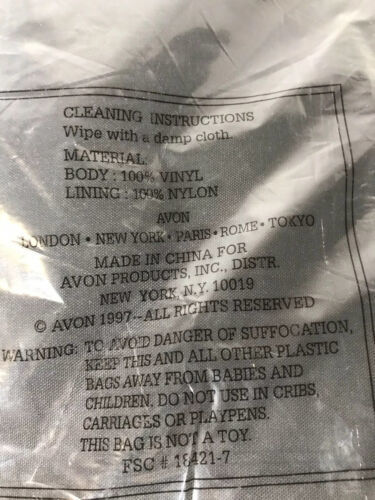 CLEANING INSTRUCTIONS
Wipe with a damp cloth.
MATERIAL:
BODY : 100% VINYL
LINING : 100% NYLON
AVON
LONDON • NEW YORK • PARIS • ROME • TOKYO
MADE IN CHINA FOR
AVON PRODUCTS, INC., DISTR.
NEW YORK, N.Y. 10019
© AVON 1997--ALL RIGHTS RESERVED
WARNING: TO AVOID DANGER OF SUFFOCATION,
KEEP THIS AND ALL OTHER PLASTIC
BAGS AWAY FROM BABIES AND
CHILDREN. DO NOT USE IN CRIBS,
CARRIAGES OR PLAYPENS.
THIS BAG IS NOT A TOY.
FSC # 18421-7